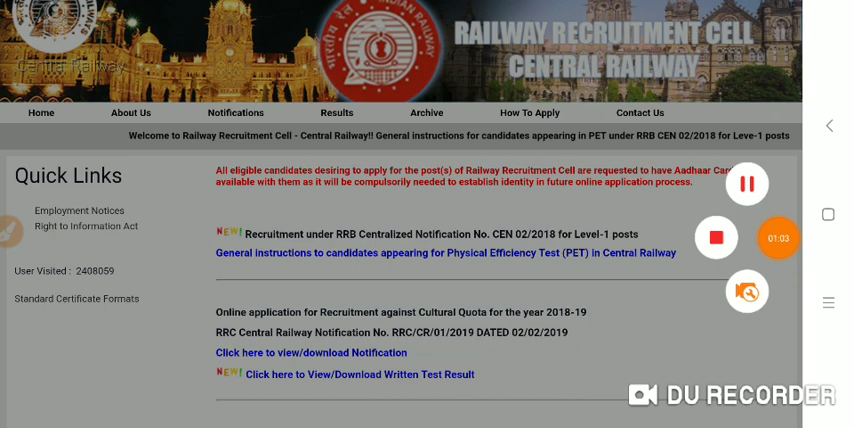 INDIAN RAILWAY
RAILWAY RECRUITMENT CELL
CENTRAL RAILWAY
Central Railway
Home About Us Notifications Results Archive How To Apply Contact Us
Welcome to Railway Recruitment Cell - Central Railway!! General instructions for candidates appearing in PET under RRB CEN 02/2018 for Leve-1 posts
Quick Links
Employment Notices
Right to Information Act
User Visited : 2408059
Standard Certificate Formats
All eligible candidates desiring to apply for the post(s) of Railway Recruitment Cell are requested to have Aadhaar
available with them as it will be compulsorily needed to establish identity in future online application process.
NEW! Recruitment under RRB Centralized Notification No. CEN 02/2018 for Level-1 posts
General instructions to candidates appearing for Physical Efficiency Test (PET) in Central Railway
Online application for Recruitment against Cultural Quota for the year 2018-19
RRC Central Railway Notification No. RRC/CR/01/2019 DATED 02/02/2019
Click here to view/download Notification
NEW! Click here to View/Download Written Test Result
01:03
DU RECORDER